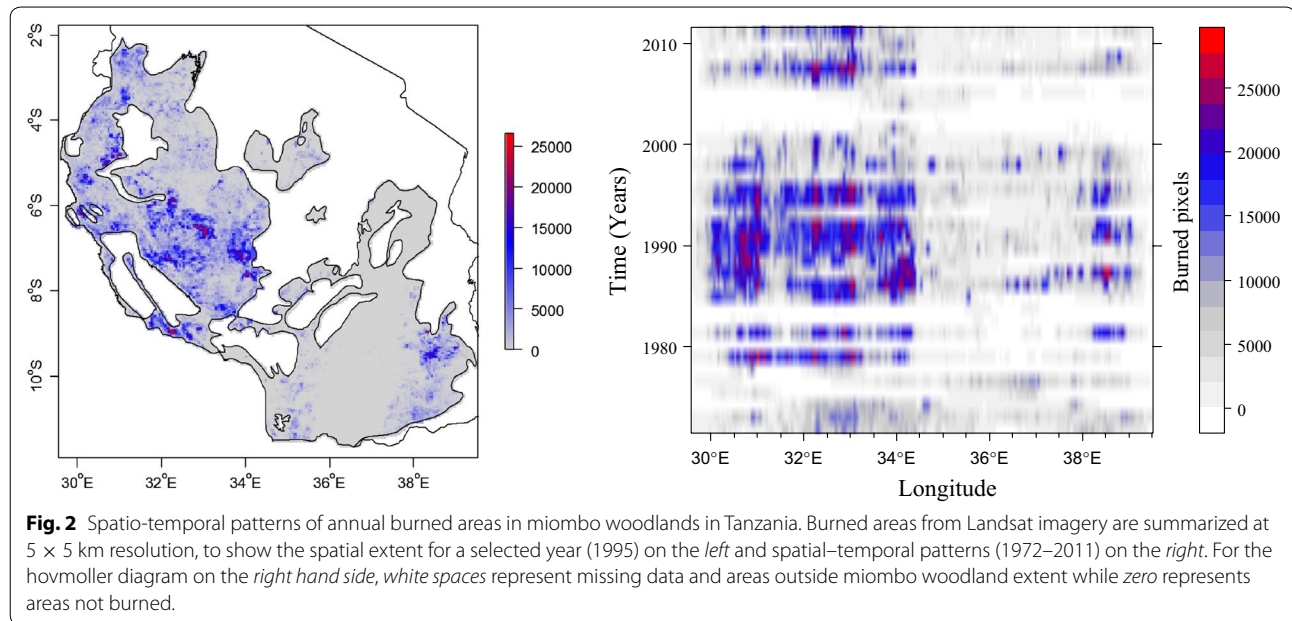 2°S
4°S
6°S
8°S
10°S
30°E
32°E
34°E
36°E
38°E
25000
20000
15000
10000
5000
0
Time (Years)
2010
2000
1990
1980
30°E
32°E
34°E
36°E
38°E
Longitude
Burned pixels
25000
20000
15000
10000
5000
0
Fig. 2 Spatio-temporal patterns of annual burned areas in miombo woodlands in Tanzania. Burned areas from Landsat imagery are summarized at
5 × 5 km resolution, to show the spatial extent for a selected year (1995) on the left and spatial–temporal patterns (1972–2011) on the right. For the
hovmoller diagram on the right hand side, white spaces represent missing data and areas outside miombo woodland extent while zero represents
areas not burned.